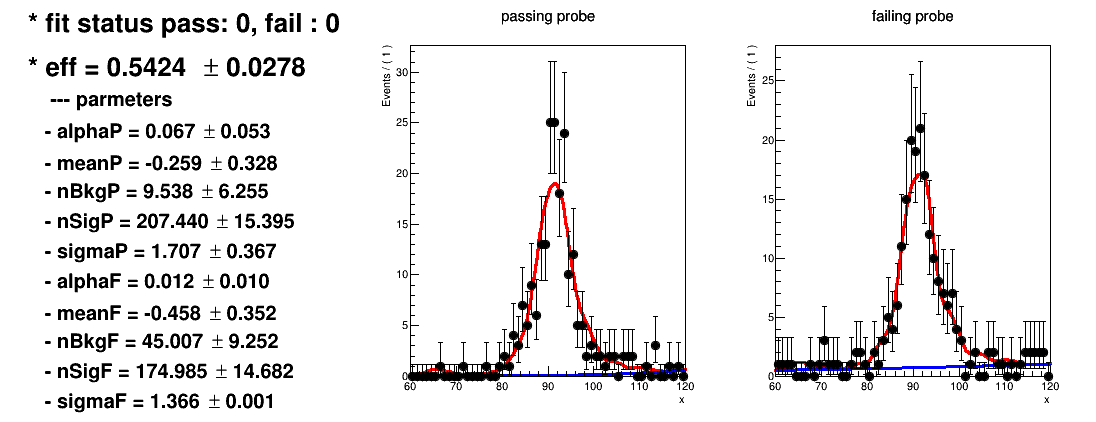 * fit status pass: 0, fail : 0
* eff = 0.5424 ± 0.0278
--- parmeters
- alphaP = 0.067 ± 0.053
- meanP = -0.259 ± 0.328
- nBkgP = 9.538 ± 6.255
- nSigP = 207.440 ± 15.395
- sigmaP = 1.707 ± 0.367
- alphaF = 0.012 ± 0.010
- meanF = -0.458 ± 0.352
- nBkgF = 45.007 ± 9.252
- nSigF = 174.985 ± 14.682
- sigmaF = 1.366 ± 0.001
passing probe
Events / ( 1 )
30
25
20
15
10
5
0
60 70 80 90 100 110 120
x
failing probe
Events / ( 1 )
25
20
15
10
5
0
60 70 80 90 100 110 120
x